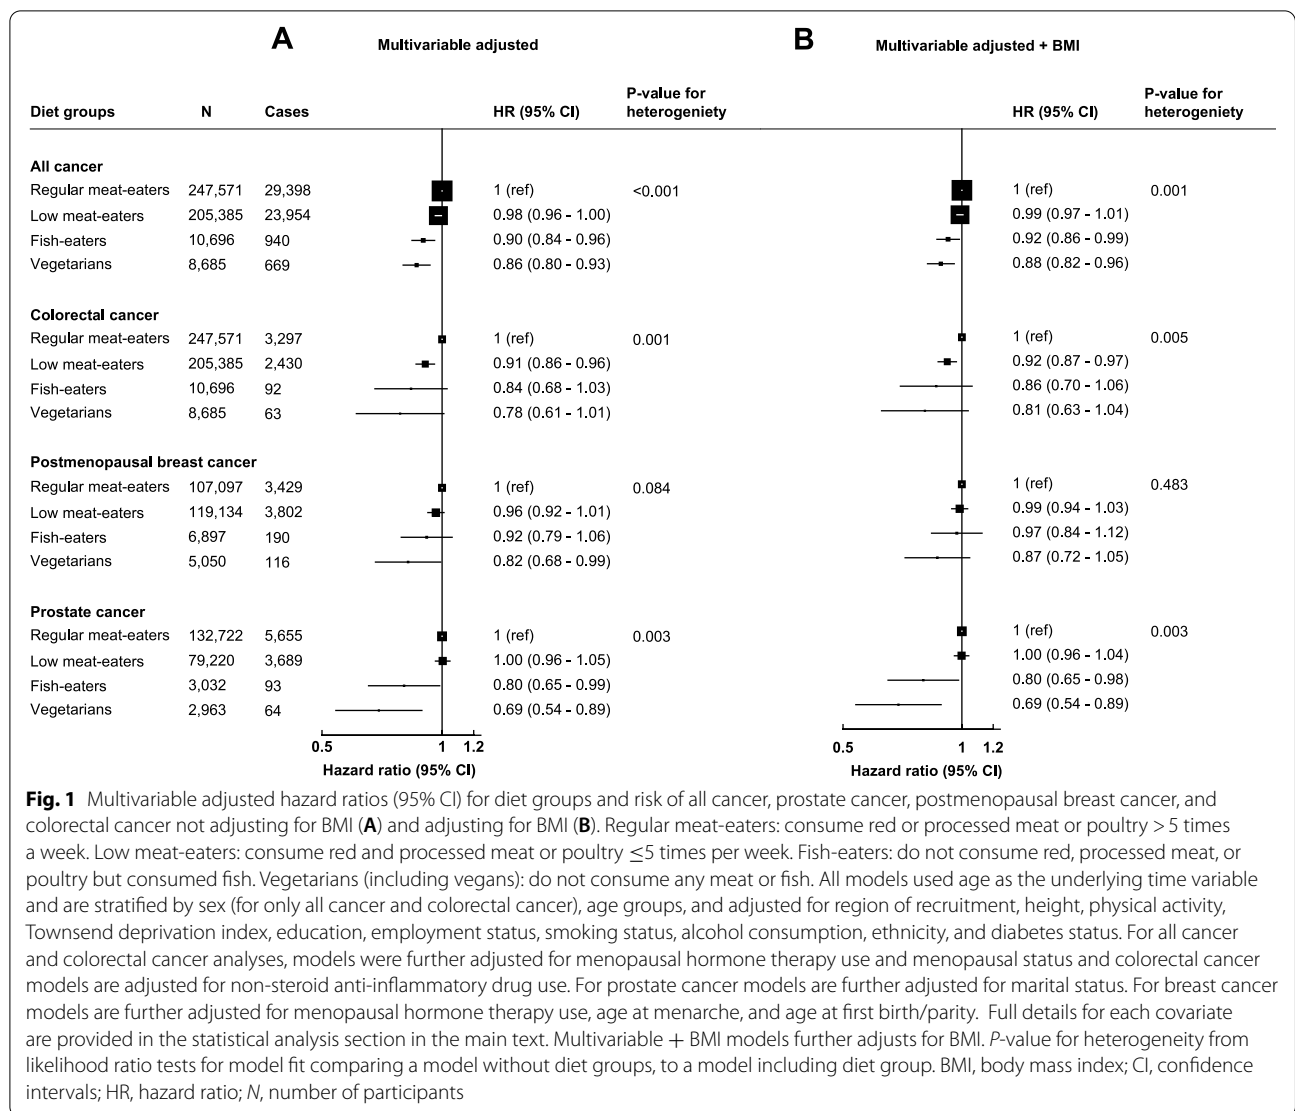 A Multivariable adjusted B Multivariable adjusted + BMI
Diet groups N Cases HR (95% CI) P-value for heterogeniety HR (95% CI) P-value for heterogeniety
All cancer
Regular meat-eaters 247,571 29,398 1 (ref) <0.001 1 (ref) 0.001
Low meat-eaters 205,385 23,954 0.98 (0.96 - 1.00) 0.99 (0.97 - 1.01)
Fish-eaters 10,696 940 0.90 (0.84 - 0.96) 0.92 (0.86 - 0.99)
Vegetarians 8,685 669 0.86 (0.80 - 0.93) 0.88 (0.82 - 0.96)
Colorectal cancer
Regular meat-eaters 247,571 3,297 1 (ref) 0.001 1 (ref) 0.005
Low meat-eaters 205,385 2,430 0.91 (0.86 - 0.96) 0.92 (0.87 - 0.97)
Fish-eaters 10,696 92 0.84 (0.68 - 1.03) 0.86 (0.70 - 1.06)
Vegetarians 8,685 63 0.78 (0.61 - 1.01) 0.81 (0.63 - 1.04)
Postmenopausal breast cancer
Regular meat-eaters 107,097 3,429 1 (ref) 0.084 1 (ref) 0.483
Low meat-eaters 119,134 3,802 0.96 (0.92 - 1.01) 0.99 (0.94 - 1.03)
Fish-eaters 6,897 190 0.92 (0.79 - 1.06) 0.97 (0.84 - 1.12)
Vegetarians 5,050 116 0.82 (0.68 - 0.99) 0.87 (0.72 - 1.05)
Prostate cancer
Regular meat-eaters 132,722 5,655 1 (ref) 0.003 1 (ref) 0.003
Low meat-eaters 79,220 3,689 1.00 (0.96 - 1.05) 1.00 (0.96 - 1.04)
Fish-eaters 3,032 93 0.80 (0.65 - 0.99) 0.80 (0.65 - 0.98)
Vegetarians 2,963 64 0.69 (0.54 - 0.89) 0.69 (0.54 - 0.89)
0.5 1 1.2 0.5 1 1.2
Hazard ratio (95% CI) Hazard ratio (95% CI)
Fig. 1 Multivariable adjusted hazard ratios (95% CI) for diet groups and risk of all cancer, prostate cancer, postmenopausal breast cancer, and
colorectal cancer not adjusting for BMI (A) and adjusting for BMI (B). Regular meat-eaters: consume red or processed meat or poultry > 5 times
a week. Low meat-eaters: consume red and processed meat or poultry ≤5 times per week. Fish-eaters: do not consume red, processed meat, or
poultry but consumed fish. Vegetarians (including vegans): do not consume any meat or fish. All models used age as the underlying time variable
and are stratified by sex (for only all cancer and colorectal cancer), age groups, and adjusted for region of recruitment, height, physical activity,
Townsend deprivation index, education, employment status, smoking status, alcohol consumption, ethnicity, and diabetes status. For all cancer
and colorectal cancer analyses, models were further adjusted for menopausal hormone therapy use and menopausal status and colorectal cancer
models are adjusted for non-steroid anti-inflammatory drug use. For prostate cancer models are further adjusted for marital status. For breast cancer
models are further adjusted for menopausal hormone therapy use, age at menarche, and age at first birth/parity. Full details for each covariate
are provided in the statistical analysis section in the main text. Multivariable + BMI models further adjusts for BMI. P-value for heterogeneity from
likelihood ratio tests for model fit comparing a model without diet groups, to a model including diet group. BMI, body mass index; CI, confidence
intervals; HR, hazard ratio; N, number of participants